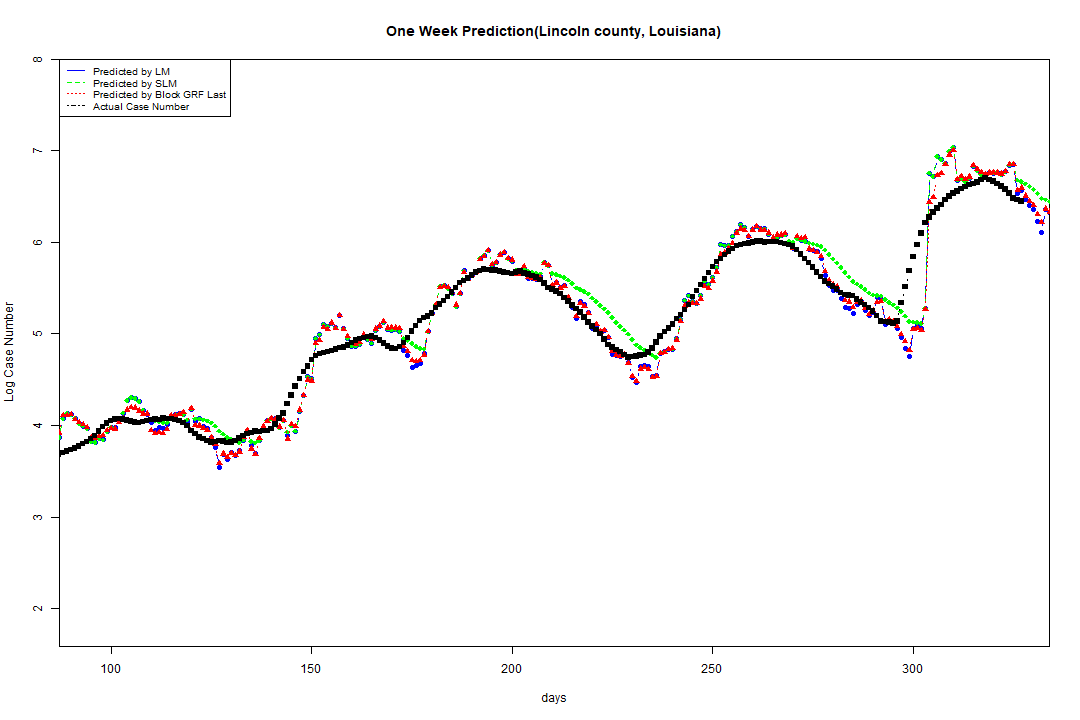 One Week Prediction(Lincoln county, Louisiana)
Predicted by LM
Predicted by SLM
Predicted by Block GRF Last
Actual Case Number
Log Case Number
8
7
6
5
4
3
2
100 150 200 250 300
days